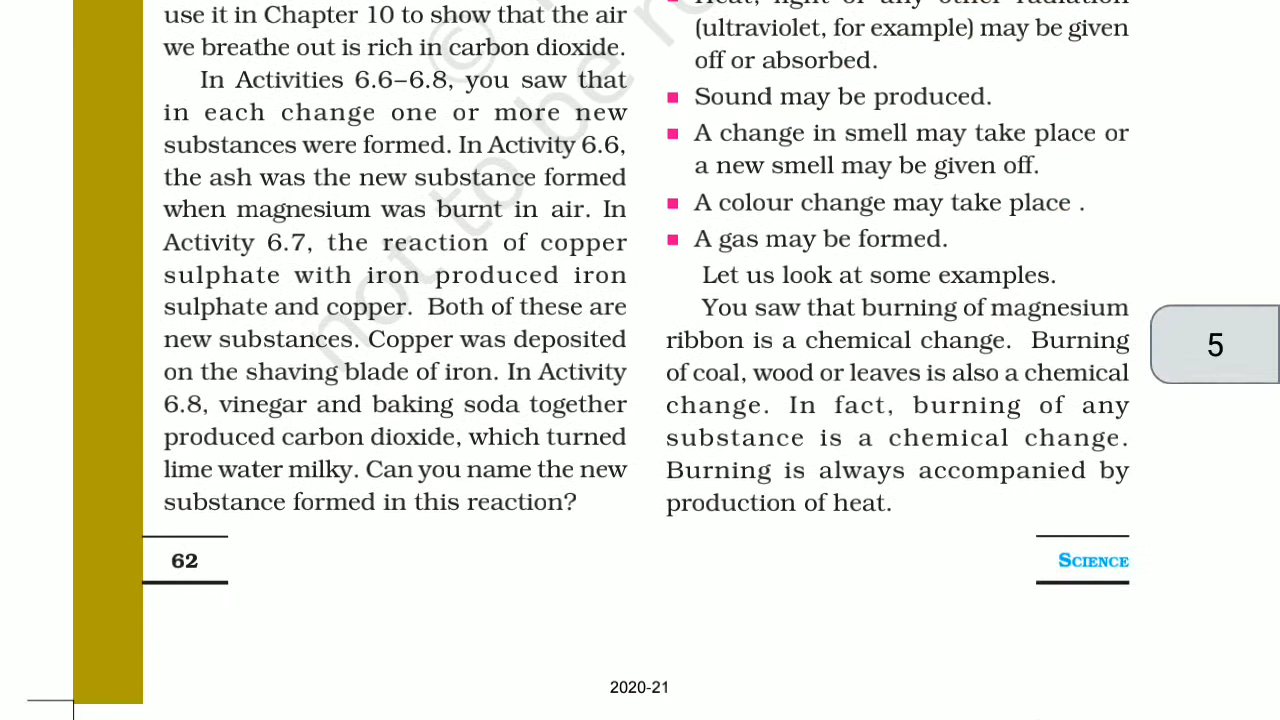 use it in Chapter 10 to show that the air
we breathe out is rich in carbon dioxide.
In Activities 6.6–6.8, you saw that
in each change one or more new
substances were formed. In Activity 6.6,
the ash was the new substance formed
when magnesium was burnt in air. In
Activity 6.7, the reaction of copper
sulphate with iron produced iron
sulphate and copper. Both of these are
new substances. Copper was deposited
on the shaving blade of iron. In Activity
6.8, vinegar and baking soda together
produced carbon dioxide, which turned
lime water milky. Can you name the new
substance formed in this reaction?
Heat, light or any other radiation
(ultraviolet, for example) may be given
off or absorbed.
■ Sound may be produced.
■ A change in smell may take place or
a new smell may be given off.
■ A colour change may take place .
■ A gas may be formed.
Let us look at some examples.
You saw that burning of magnesium
ribbon is a chemical change. Burning
of coal, wood or leaves is also a chemical
change. In fact, burning of any
substance is a chemical change.
Burning is always accompanied by
production of heat.
5
62
SCIENCE
2020-21
©
not to be